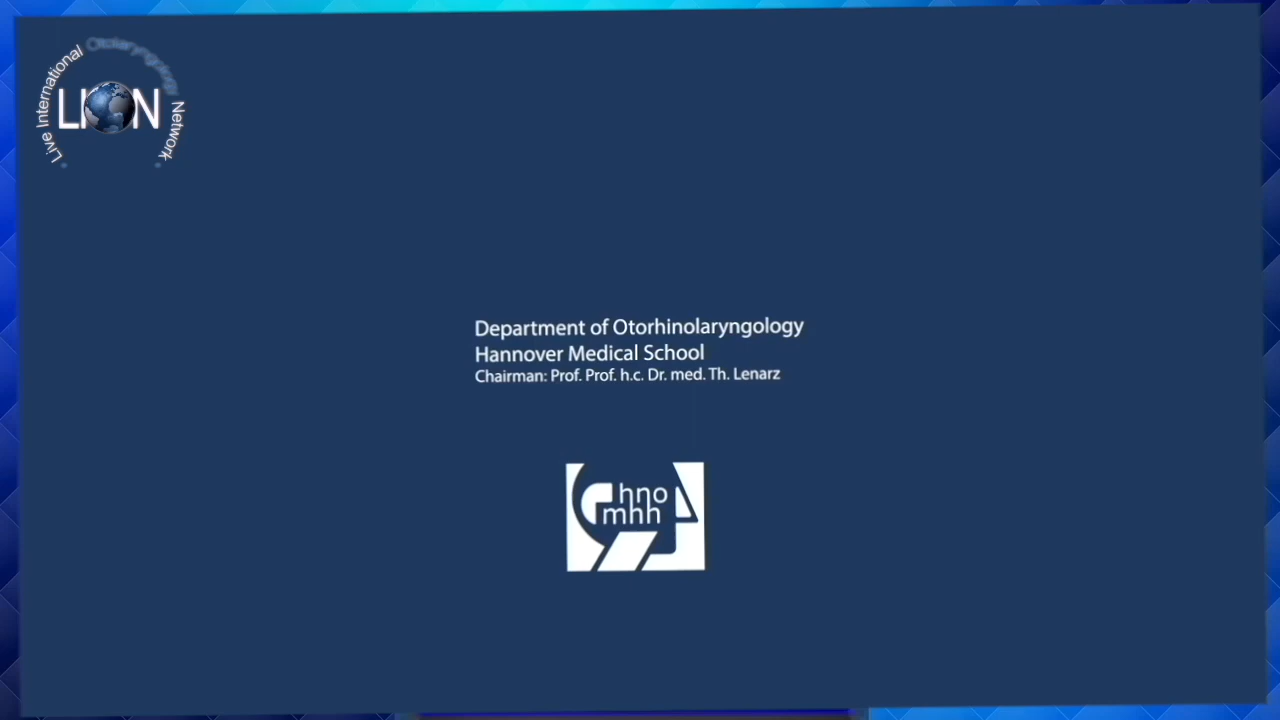 Live International Otolaryngology Network
LION
Department of Otorhinolaryngology
Hannover Medical School
Chairman: Prof. Prof. h.c. Dr. med. Th. Lenarz
hno
mhh